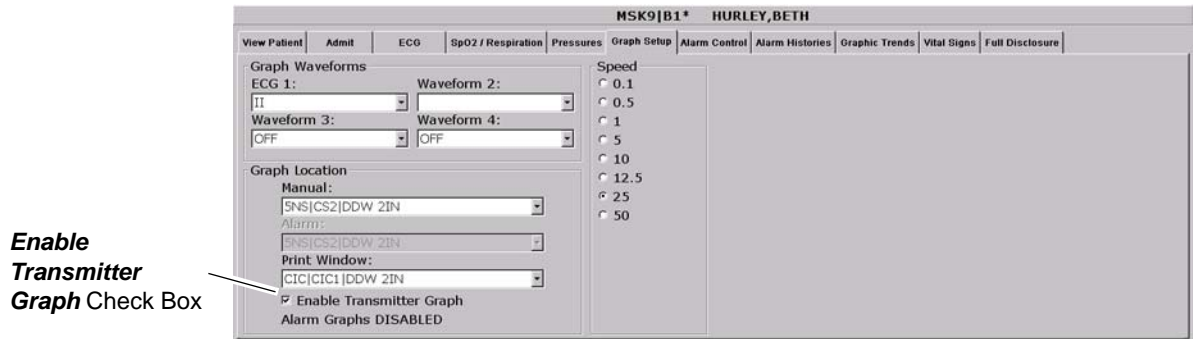 MSK9|B1* HURLEY,BETH
View Patient Admit ECG SpO2 / Respiration Pressures Graph Setup Alarm Control Alarm Histories Graphic Trends Vital Signs Full Disclosure
Graph Waveforms
ECG 1: Waveform 2:
II
Waveform 3: Waveform 4:
OFF OFF
Graph Location
Manual:
5NS|CS2|DDW 2IN
Alarm:
5NS|CS2|DDW 2IN
Print Window:
CIC|CIC1|DDW 2IN
Enable Transmitter Graph
Alarm Graphs DISABLED
Speed
0.1
0.5
1
5
10
12.5
25
50
Enable
Transmitter
Graph Check Box